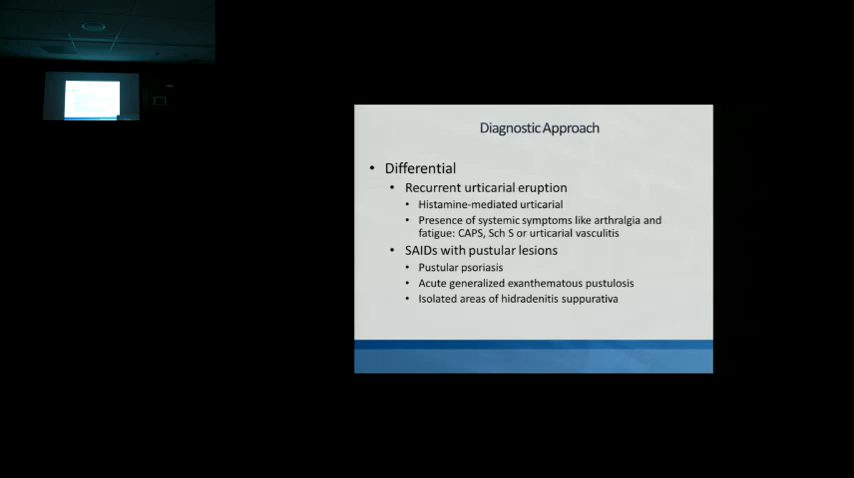 Diagnostic Approach
• Differential
• Recurrent urticarial eruption
• Histamine-mediated urticarial
• Presence of systemic symptoms like arthralgia and
fatigue: CAPS, Sch S or urticarial vasculitis
• SAIDs with pustular lesions
• Pustular psoriasis
• Acute generalized exanthematous pustulosis
• Isolated areas of hidradenitis suppurativa